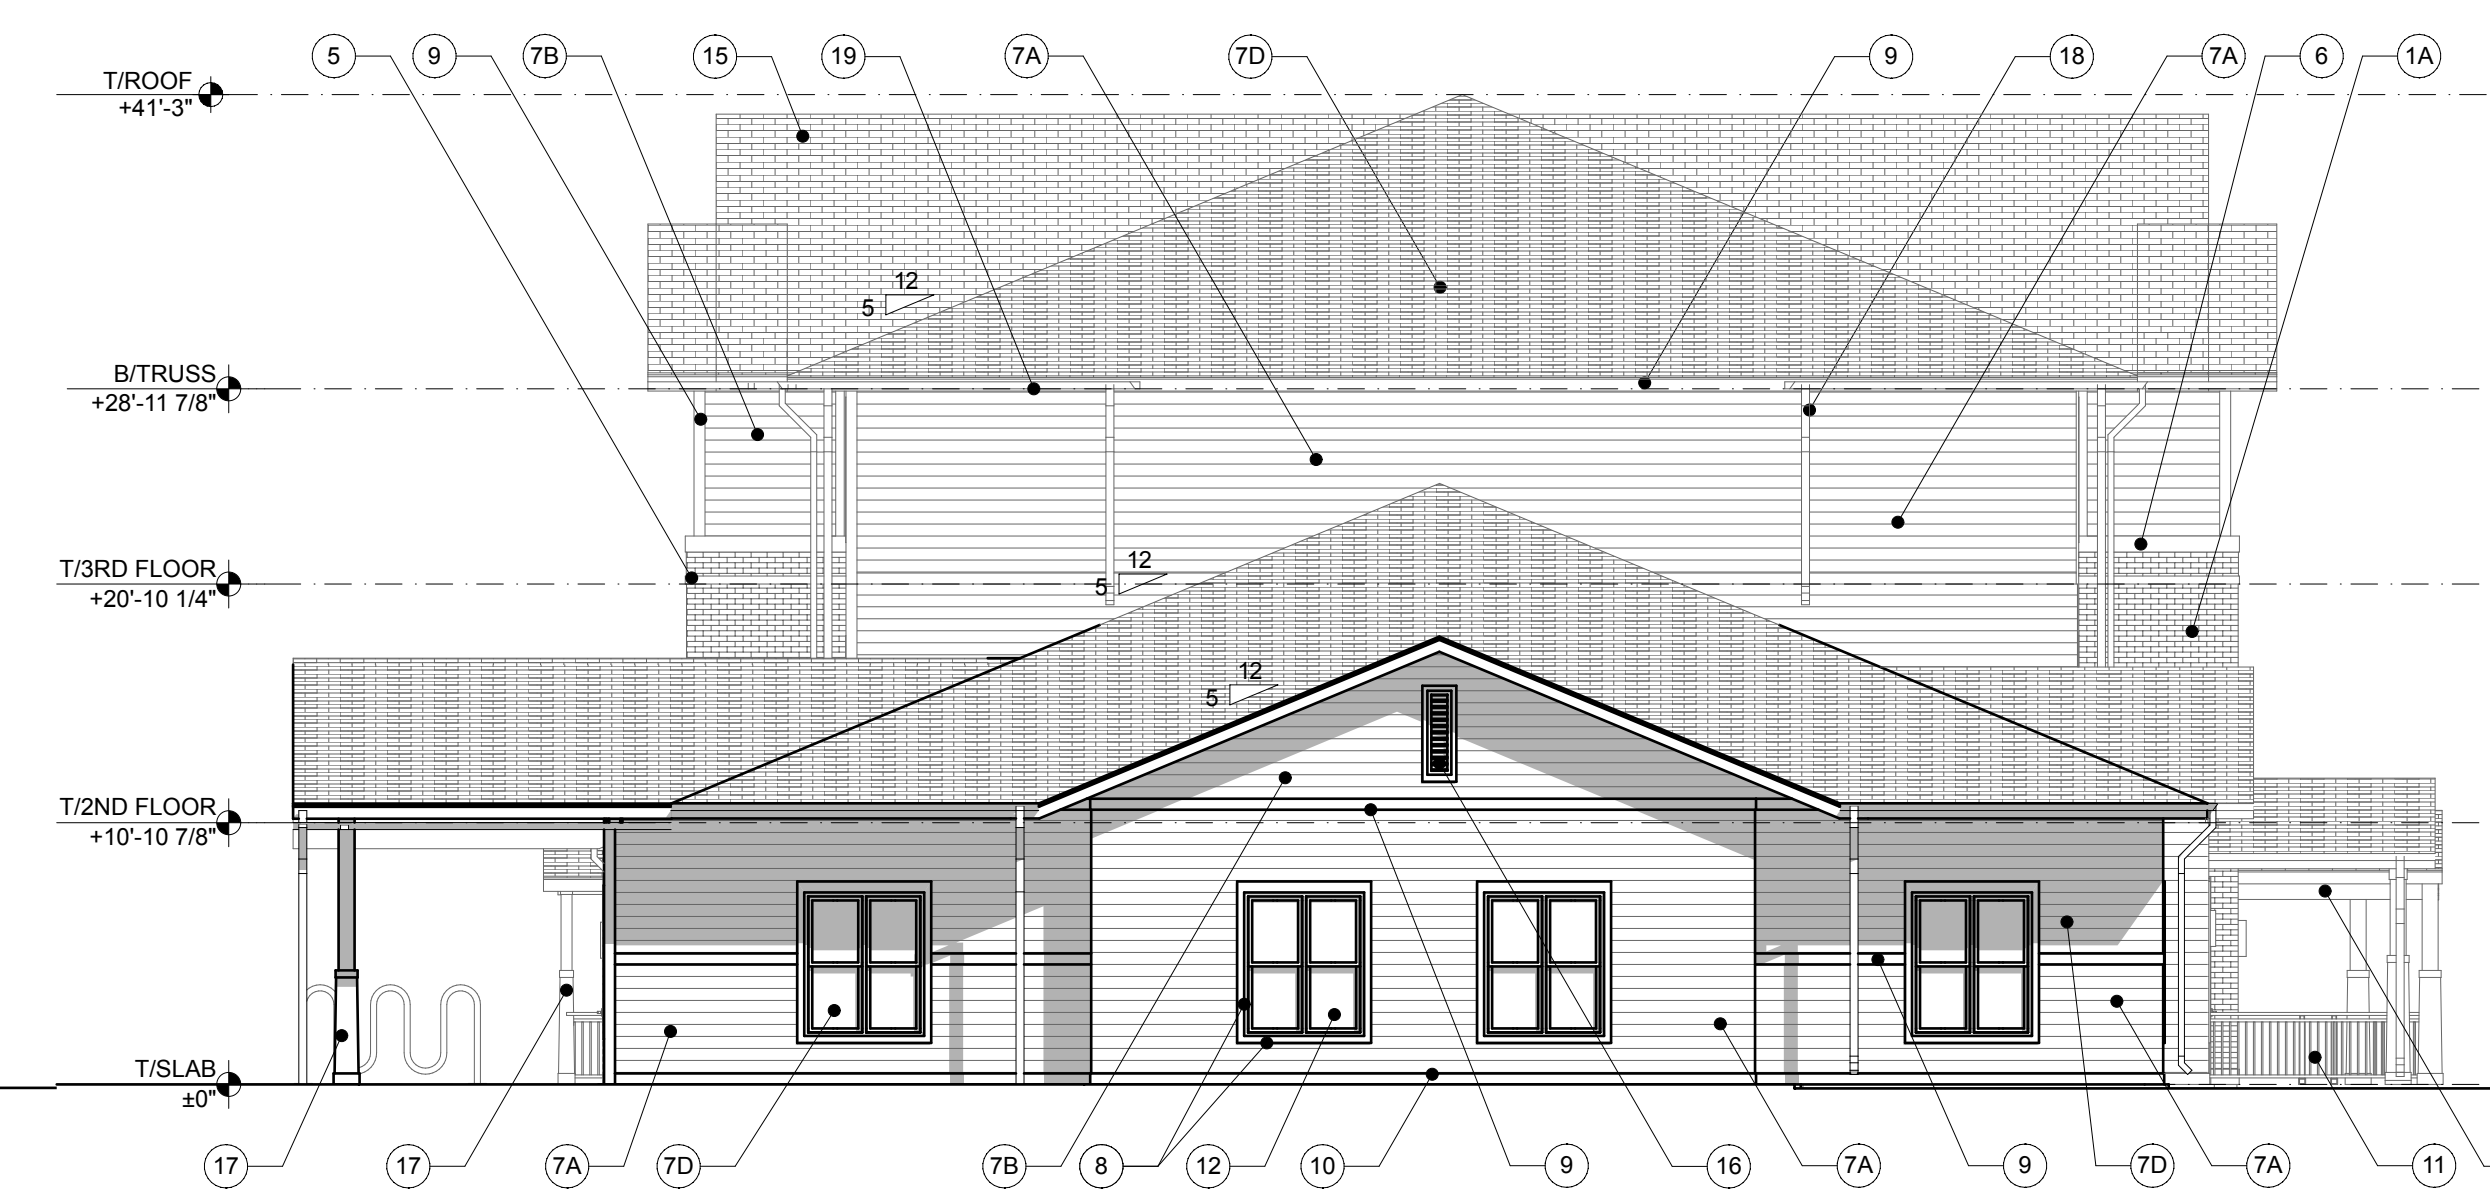 5
9
7B
15
19
7A
7D
9
18
7A
6
1A
T/ROOF
+41'-3"
12
5
B/TRUSS
+28'-11 7/8"
12
5
T/3RD FLOOR
+20'-10 1/4"
12
5
T/2ND FLOOR
+10'-10 7/8"
T/SLAB
±0"
17
17
7A
7D
7B
8
12
10
9
16
7A
9
7D
7A
11